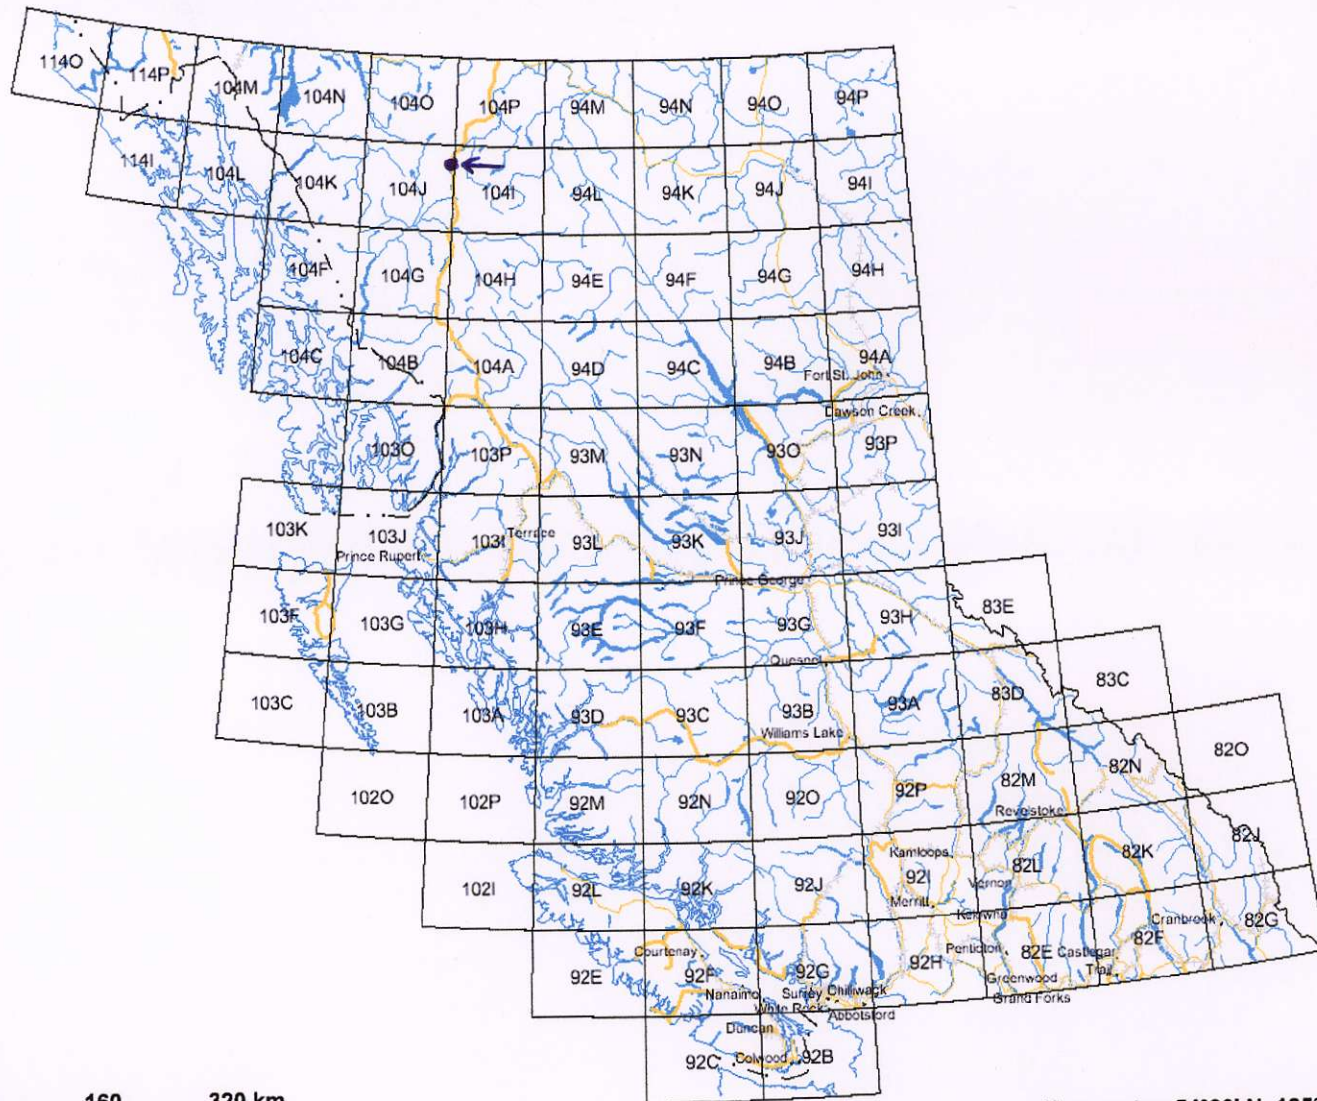 114O
114P
104M
104N
104O
104P
94M
94N
94O
94P
114I
104L
104K
104J
104I
94L
94K
94J
94I
104F
104G
104H
94E
94F
94G
94H
104C
104B
104A
94D
94C
94B
94A
Fort St. John
Dawson Creek
103O
103P
93M
93N
93O
93P
103K
103J
Prince Rupert
103I
Terrace
93L
93K
93J
93I
Prince George
103F
103G
103H
93E
93F
93G
93H
83E
Quesnel
103C
103B
103A
93D
93C
93B
93A
83D
83C
Williams Lake
102O
102P
92M
92N
92O
92P
82M
82N
82O
Revelstoke
102I
92L
92K
92J
Kamloops
92I
Merritt
Vernon
82L
82K
82J
Kelowna
Cranbrook
82G
92E
Courtenay
92F
Nanaimo
92G
Surrey
Chilliwack
White Rock
Abbotsford
92H
Penticton
82E
Castlegar
82F
Trail
Greenwood
Grand Forks
Duncan
92C
Colwood
92B
160
320 km